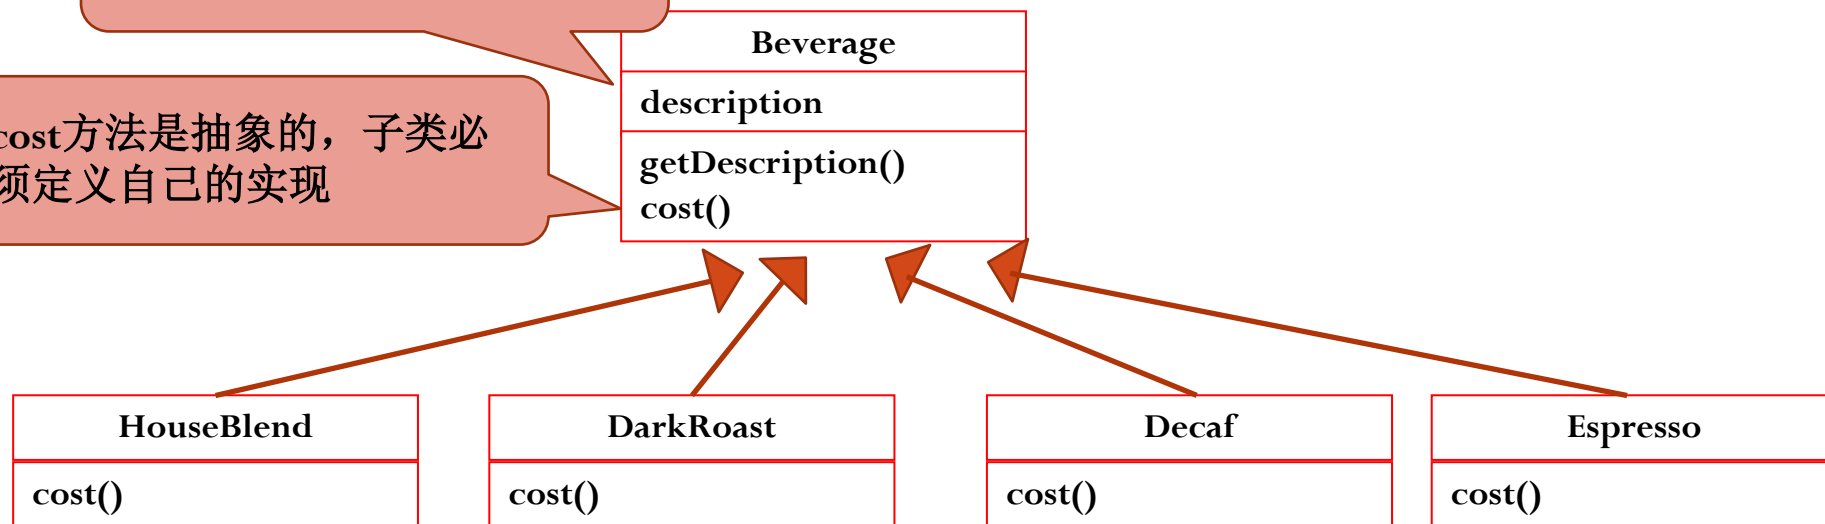 Beverage
description
getDescription()
cost()
cost方法是抽象的，子类必
须定义自己的实现
HouseBlend
cost()
DarkRoast
cost()
Decaf
cost()
Espresso
cost()